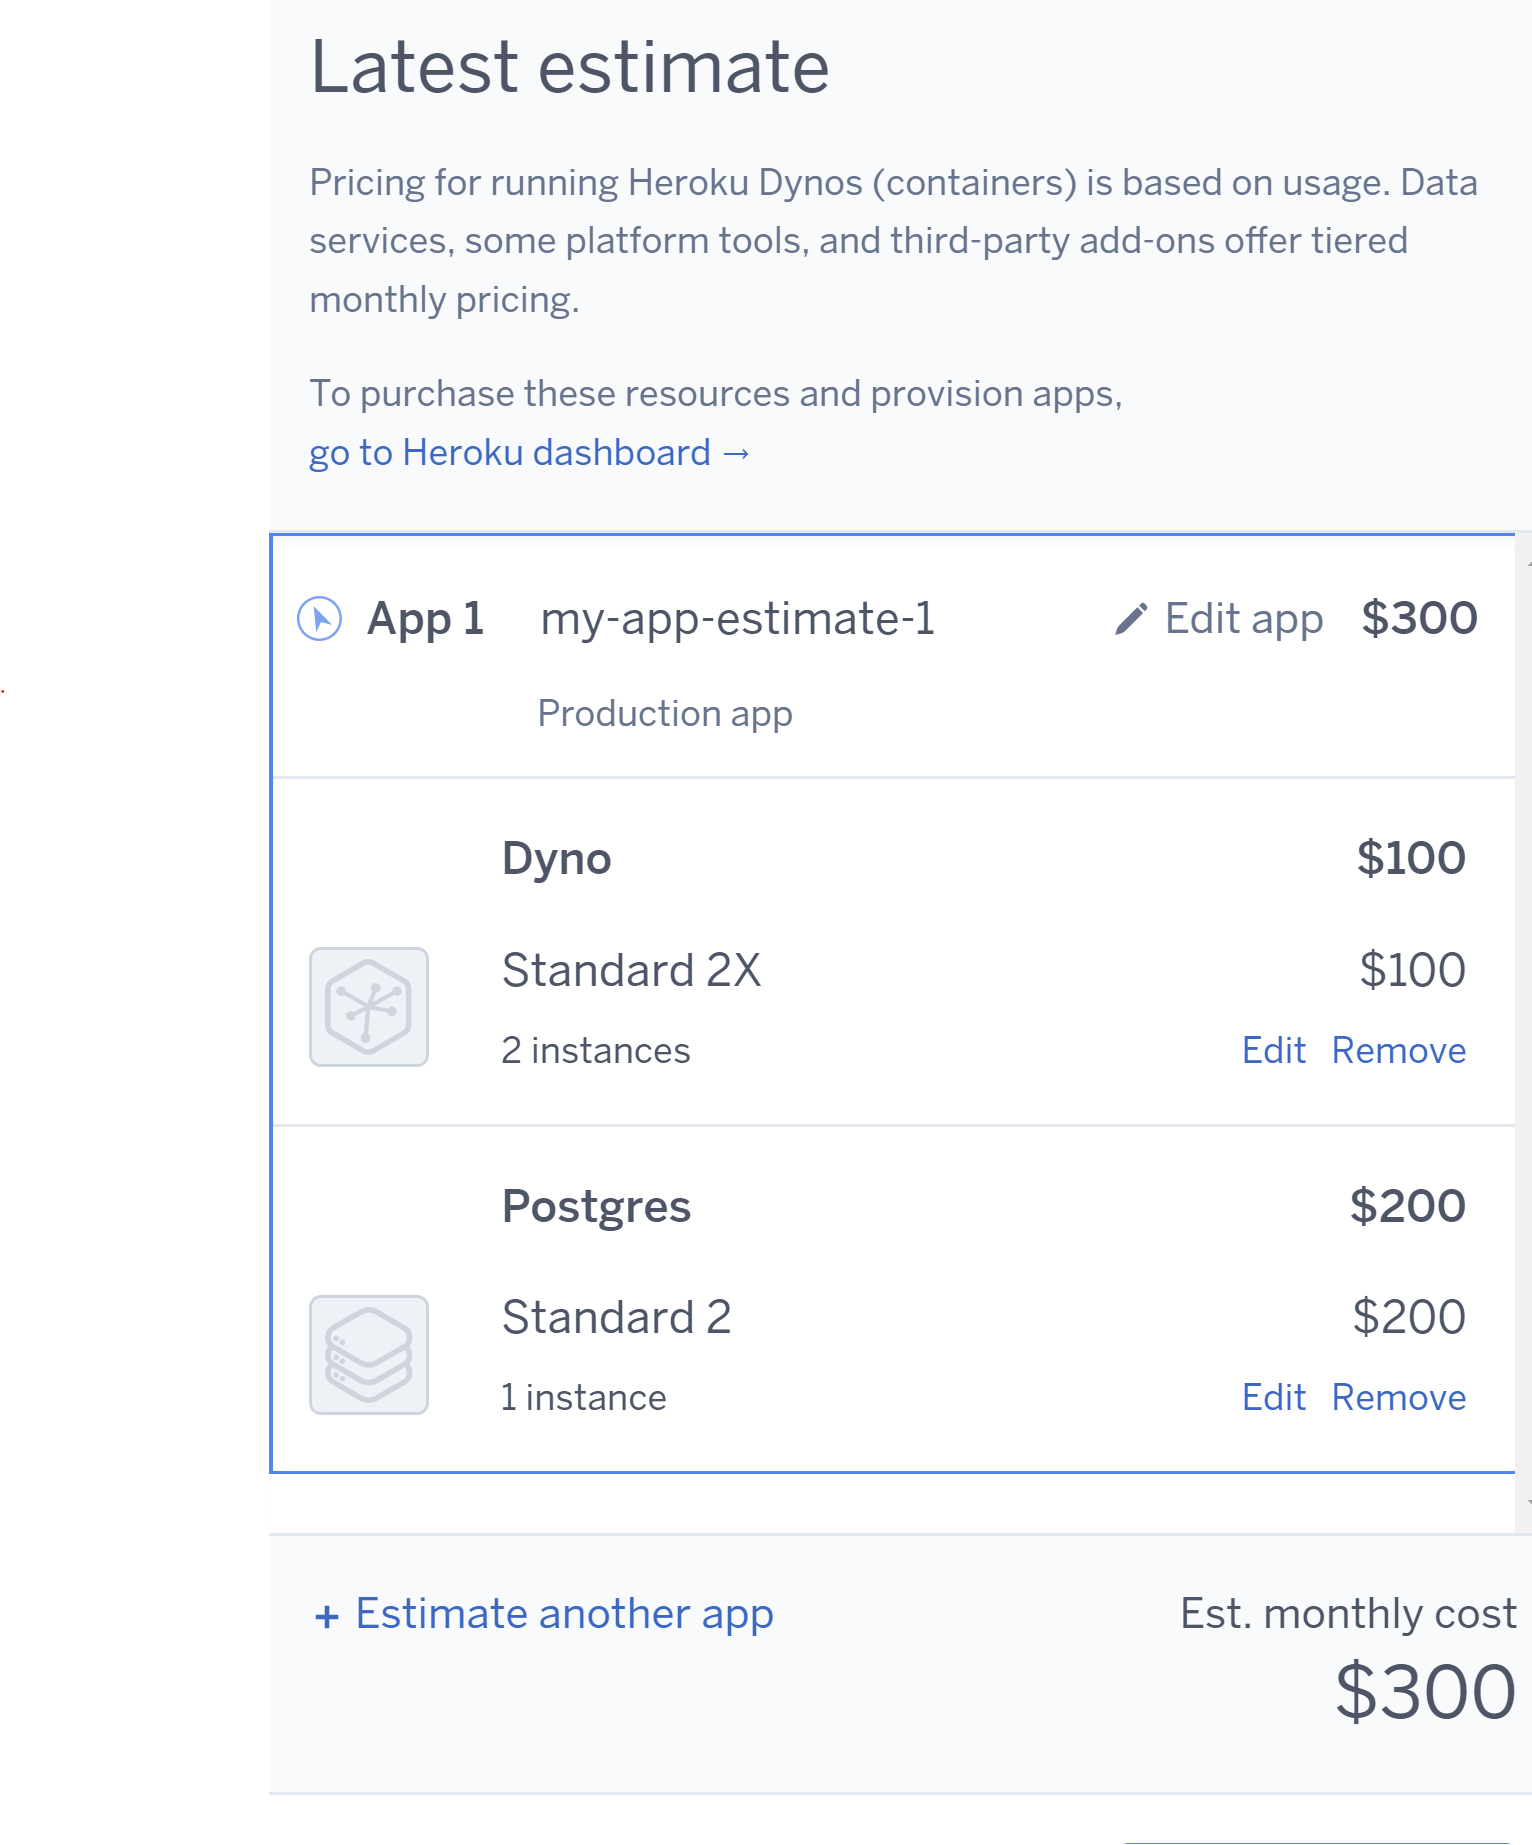 Latest estimate
Pricing for running Heroku Dynos (containers) is based on usage. Data
services, some platform tools, and third-party add-ons offer tiered
monthly pricing.
To purchase these resources and provision apps,
go to Heroku dashboard →
App 1 my-app-estimate-1 Edit app $300
Production app
Dyno $100
Standard 2X $100
2 instances Edit Remove
Postgres $200
Standard 2 $200
1 instance Edit Remove
+ Estimate another app Est. monthly cost
$300